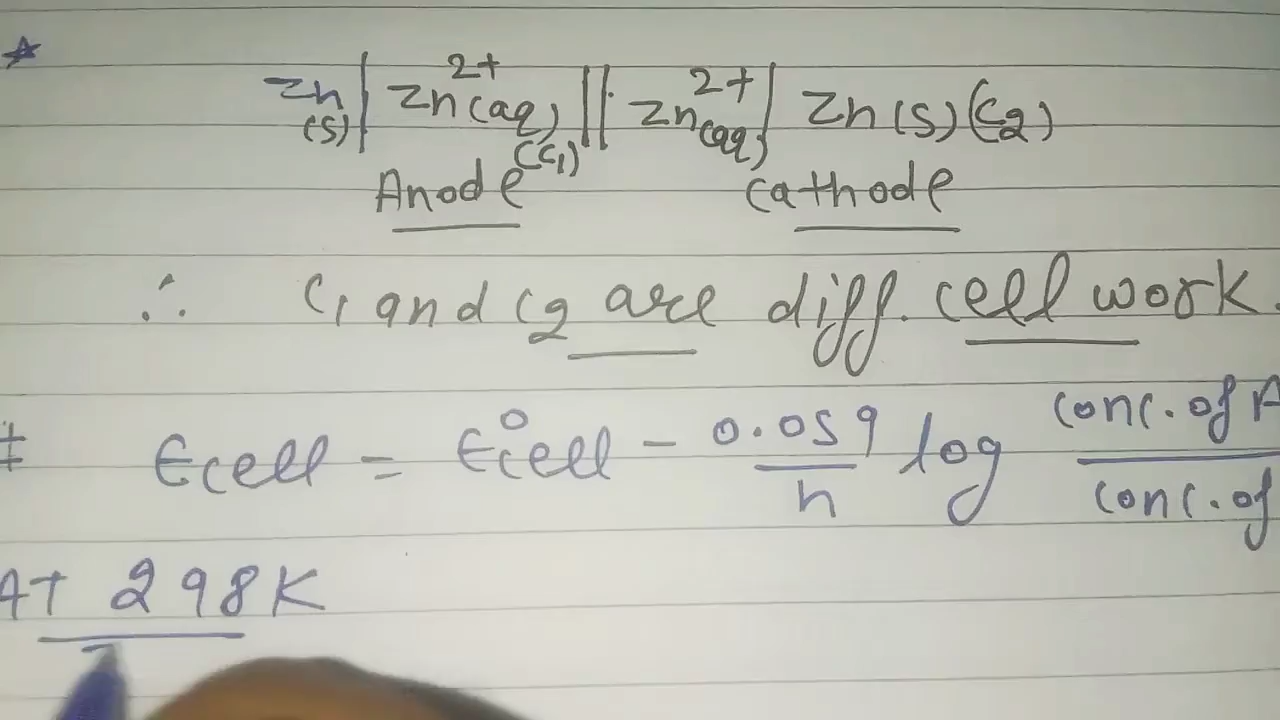 Zn(s) | Zn²⁺(aq) (C₁) || Zn²⁺(aq) | Zn(s) (C₂)
Anode Cathode
∴ C₁ and C₂ are diff. cell work.
‡ Ecell = E°cell - 0.059/n log conc. of A/conc. of
AT 298K